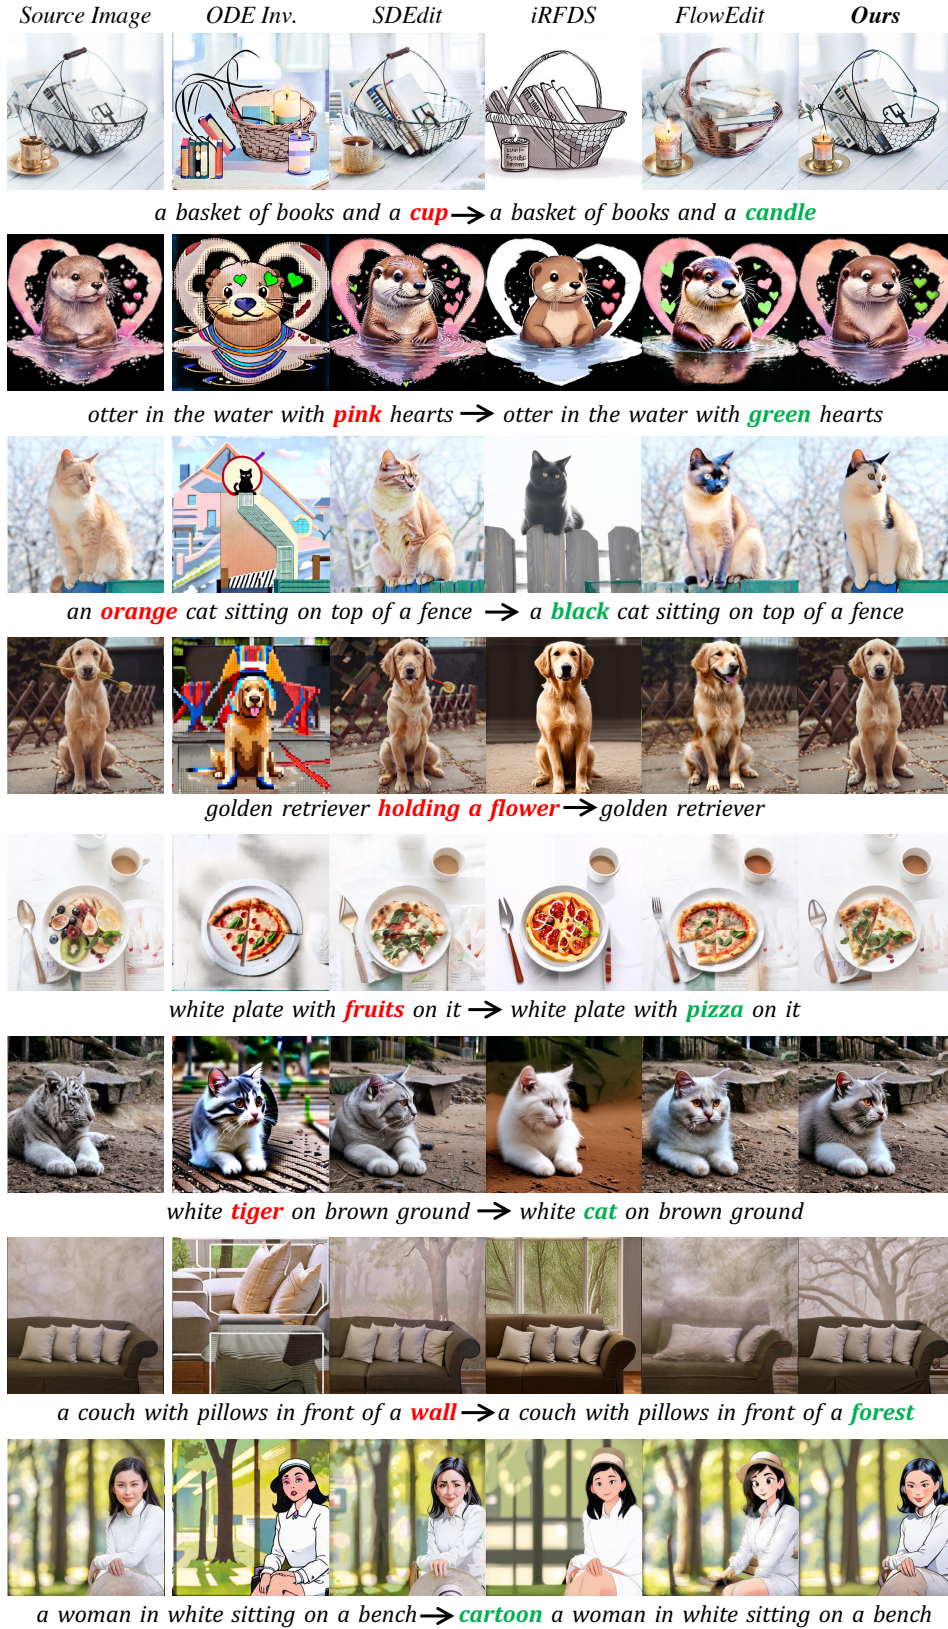 Source Image ODE Inv. SDEdit iRFDS FlowEdit Ours
a basket of books and a cup → a basket of books and a candle
otter in the water with pink hearts → otter in the water with green hearts
an orange cat sitting on top of a fence → a black cat sitting on top of a fence
golden retriever holding a flower → golden retriever
white plate with fruits on it → white plate with pizza on it
white tiger on brown ground → white cat on brown ground
a couch with pillows in front of a wall → a couch with pillows in front of a forest
a woman in white sitting on a bench → cartoon a woman in white sitting on a bench